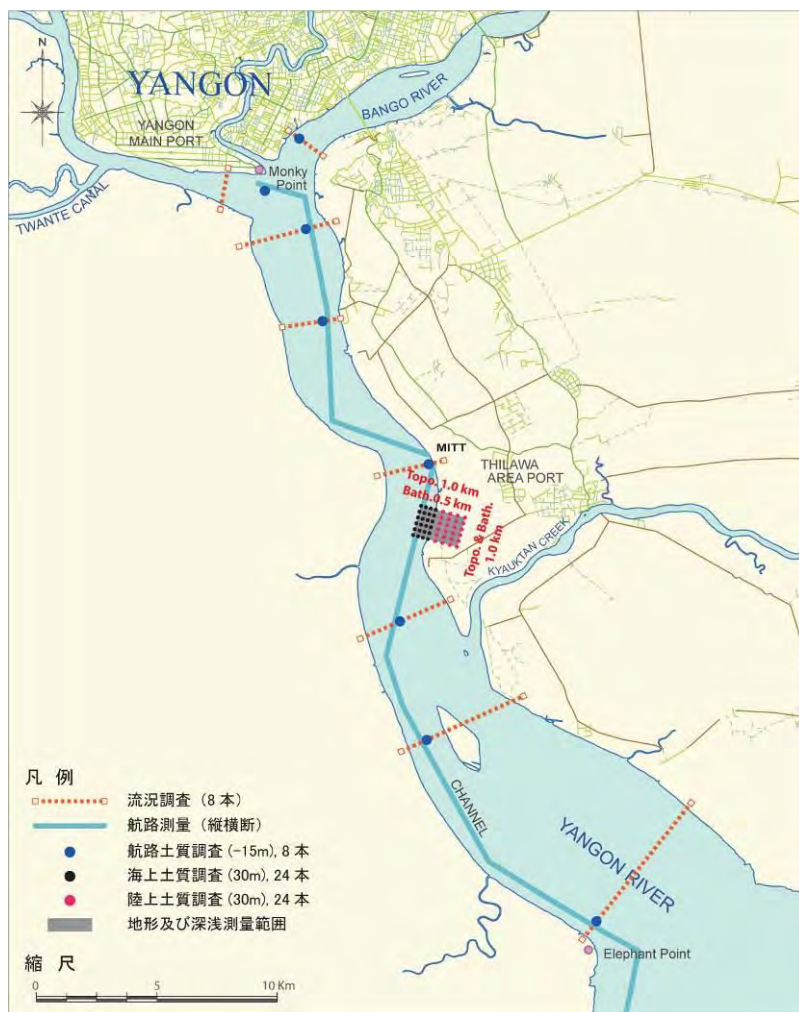 N
YANGON
YANGON
MAIN PORT
BANGO RIVER
Monky
Point
TWANTE CANAL
MITT
THILAWA
AREA PORT
Topo. 1.0 km
Bath.0.5 km
Topo. & Bath.
1.0 km
KYAUKTAN CREEK
CHANNEL
YANGON RIVER
Elephant Point
凡 例
流況調査 (8 本)
航路測量 (縦横断)
航路土質調査 (-15m), 8 本
海上土質調査 (30m), 24 本
陸上土質調査 (30m), 24 本
地形及び深浅測量範囲
縮 尺
0 5 10 Km